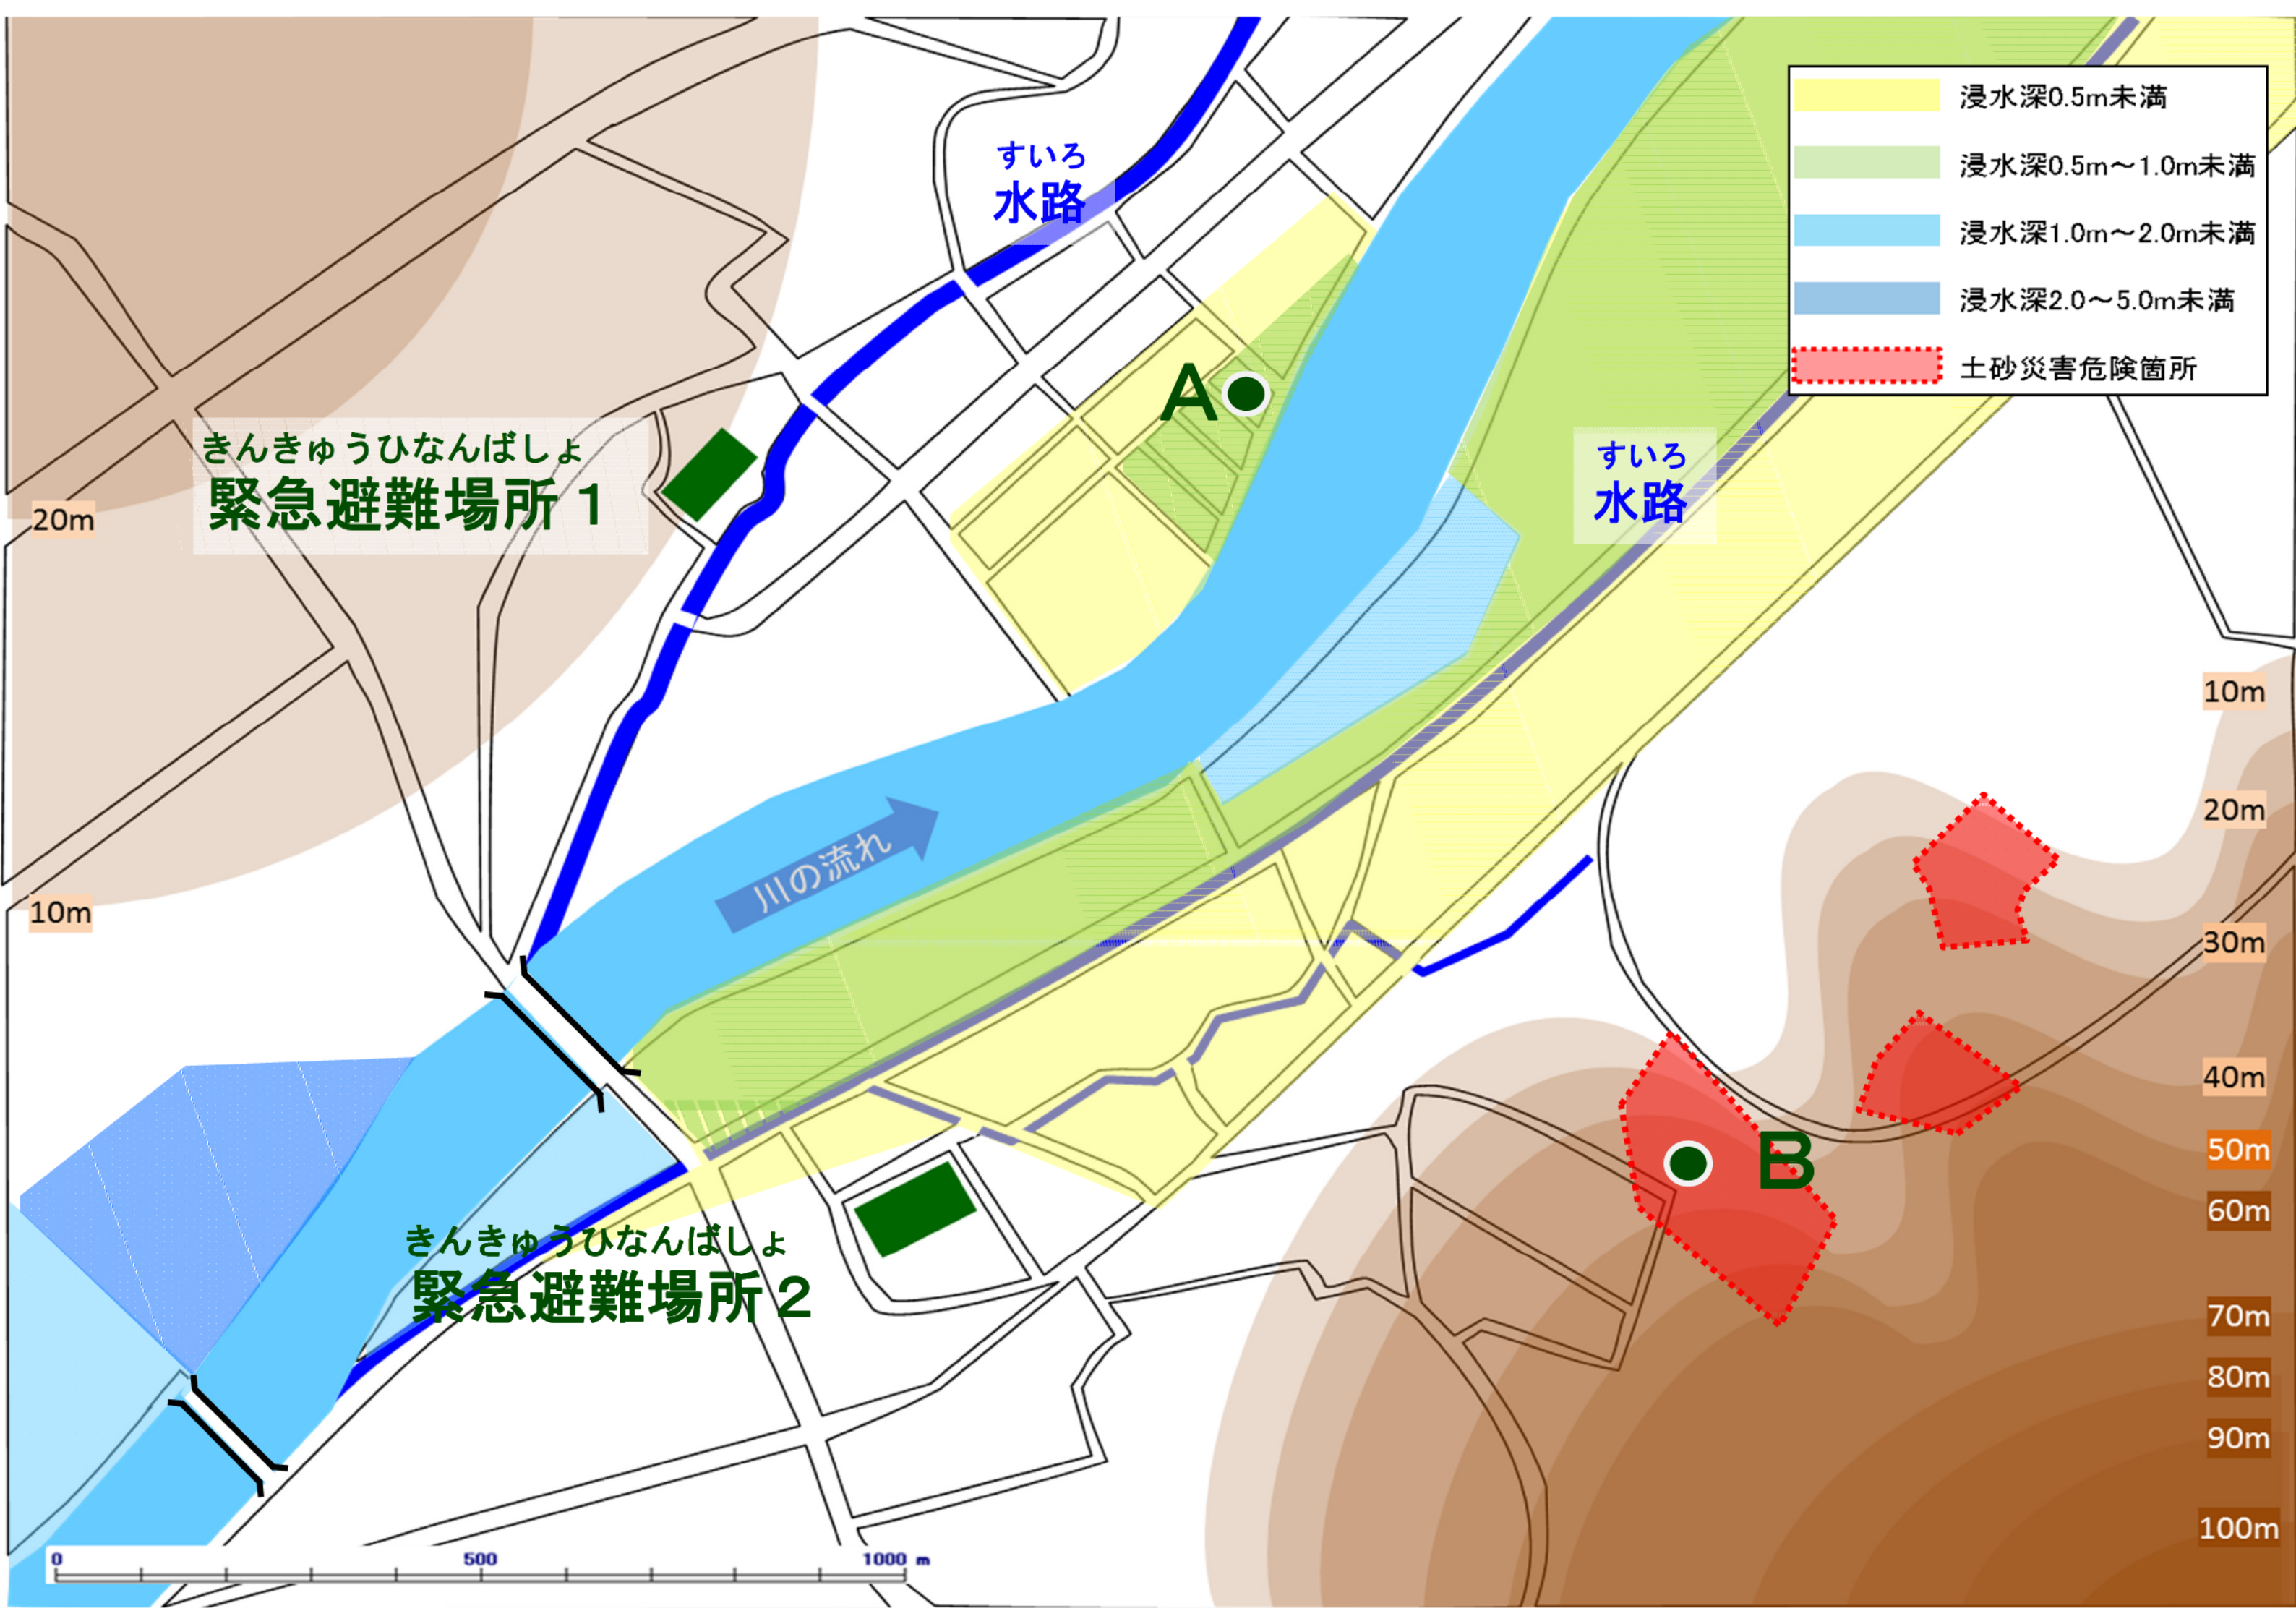 浸水深0.5m未満
浸水深0.5m～1.0m未満
浸水深1.0m～2.0m未満
浸水深2.0～5.0m未満
土砂災害危険箇所
すいろ
水路
A
きんきゅうひなんばしょ
緊急避難場所１
すいろ
水路
20m
10m
川の流れ
B
きんきゅうひなんばしょ
緊急避難場所２
10m
20m
30m
40m
50m
60m
70m
80m
90m
100m
0 500 1000 m